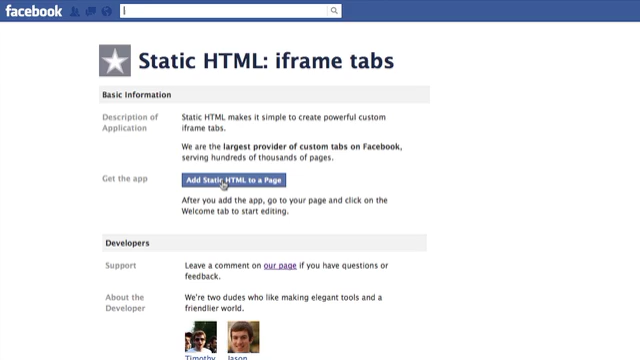 facebook
Static HTML: iframe tabs
Basic Information
Description of Application
Static HTML makes it simple to create powerful custom
iframe tabs.
We are the largest provider of custom tabs on Facebook,
serving hundreds of thousands of pages.
Get the app
Add Static HTML to a Page
After you add the app, go to your page and click on the
Welcome tab to start editing.
Developers
Support
Leave a comment on our page if you have questions or
feedback.
About the
Developer
We're two dudes who like making elegant tools and a
friendlier world.
Timothy
Jason